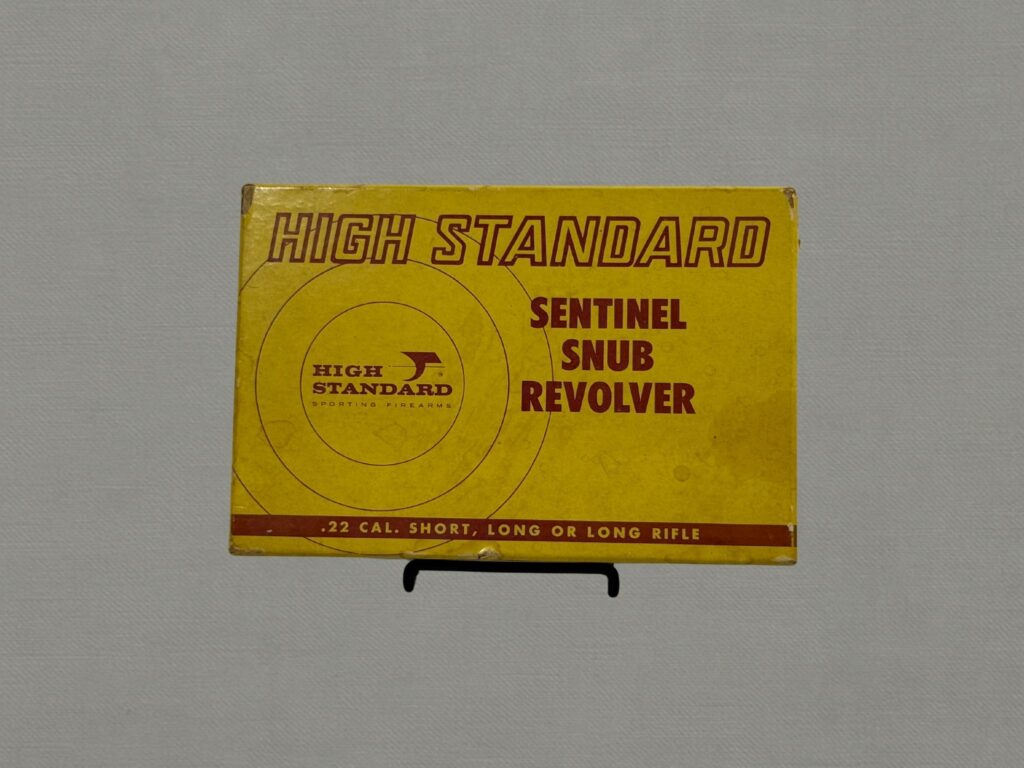 HIGH STANDARD
SENTINEL
SNUB
REVOLVER
HIGH
STANDARD
SPORTING FIREARMS
.22 CAL. SHORT, LONG OR LONG RIFLE